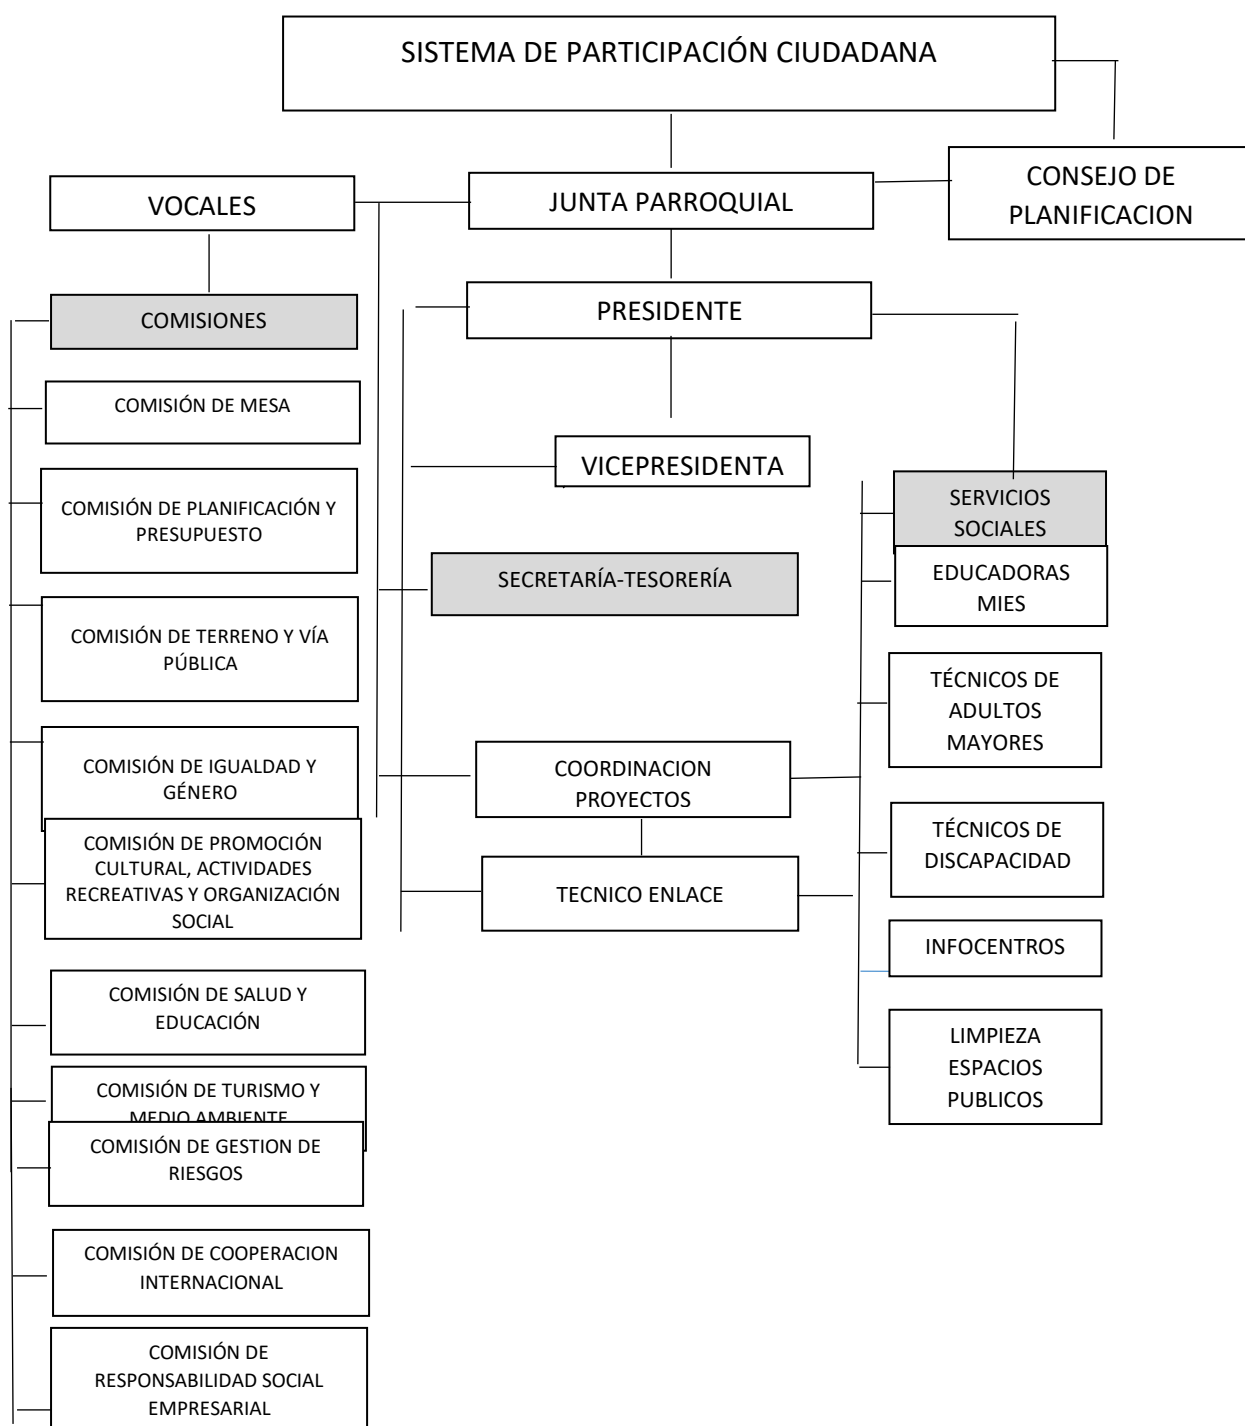 SISTEMA DE PARTICIPACIÓN CIUDADANA
CONSEJO DE
PLANIFICACION
VOCALES
JUNTA PARROQUIAL
COMISIONES
PRESIDENTE
COMISIÓN DE MESA
VICEPRESIDENTA
COMISIÓN DE PLANIFICACIÓN Y
PRESUPUESTO
SERVICIOS
SOCIALES
SECRETARÍA-TESORERÍA
EDUCADORAS
MIES
COMISIÓN DE TERRENO Y VÍA
PÚBLICA
TÉCNICOS DE
ADULTOS
MAYORES
COMISIÓN DE IGUALDAD Y
GÉNERO
COORDINACION
PROYECTOS
COMISIÓN DE PROMOCIÓN
CULTURAL, ACTIVIDADES
RECREATIVAS Y ORGANIZACIÓN
SOCIAL
TÉCNICOS DE
DISCAPACIDAD
TECNICO ENLACE
INFOCENTROS
COMISIÓN DE SALUD Y
EDUCACIÓN
LIMPIEZA
ESPACIOS
PUBLICOS
COMISIÓN DE TURISMO Y
MEDIO AMBIENTE
COMISIÓN DE GESTION DE
RIESGOS
COMISIÓN DE COOPERACION
INTERNACIONAL
COMISIÓN DE
RESPONSABILIDAD SOCIAL
EMPRESARIAL